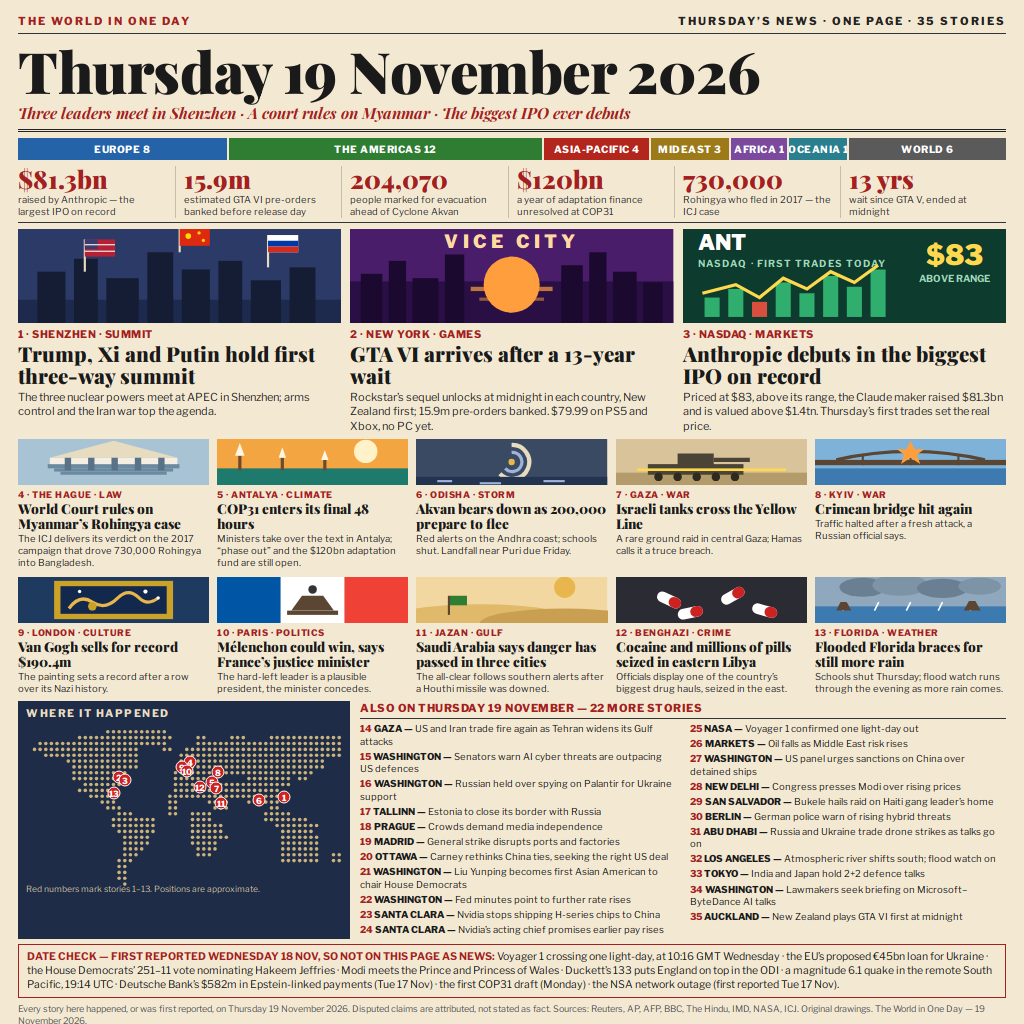 THE WORLD IN ONE DAY
THURSDAY'S NEWS · ONE PAGE · 35 STORIES
Thursday 19 November 2026
Three leaders meet in Shenzhen · A court rules on Myanmar · The biggest IPO ever debuts
EUROPE 8
THE AMERICAS 12
ASIA-PACIFIC 4
MIDEAST 3
AFRICA 1
OCEANIA 1
WORLD 6
$81.3bn
raised by Anthropic — the
largest IPO on record
15.9m
estimated GTA VI pre-orders
banked before release day
204,070
people marked for evacuation
ahead of Cyclone Akvan
$120bn
a year of adaptation finance
unresolved at COP31
730,000
Rohingya who fled in 2017 — the
ICJ case
13 yrs
wait since GTA V, ended at
midnight
VICE CITY
ANT
NASDAQ · FIRST TRADES TODAY
$83
ABOVE RANGE
1 · SHENZHEN · SUMMIT
Trump, Xi and Putin hold first
three-way summit
The three nuclear powers meet at APEC in Shenzhen; arms
control and the Iran war top the agenda.
2 · NEW YORK · GAMES
GTA VI arrives after a 13-year
wait
Rockstar's sequel unlocks at midnight in each country, New
Zealand first; 15.9m pre-orders banked. $79.99 on PS5 and
Xbox, no PC yet.
3 · NASDAQ · MARKETS
Anthropic debuts in the biggest
IPO on record
Priced at $83, above its range, the Claude maker raised $81.3bn
and is valued above $1.4tn. Thursday's first trades set the real
price.
4 · THE HAGUE · LAW
World Court rules on
Myanmar's Rohingya case
The ICJ delivers its verdict on the 2017
campaign that drove 730,000 Rohingya
into Bangladesh.
5 · ANTALYA · CLIMATE
COP31 enters its final 48
hours
Ministers take over the text in Antalya;
"phase out" and the $120bn adaptation
fund are still open.
6 · ODISHA · STORM
Akvan bears down as 200,000
prepare to flee
Red alerts on the Andhra coast; schools
shut. Landfall near Puri due Friday.
7 · GAZA · WAR
Israeli tanks cross the Yellow
Line
A rare ground raid in central Gaza; Hamas
calls it a truce breach.
8 · KYIV · WAR
Crimean bridge hit again
Traffic halted after a fresh attack, a
Russian official says.
9 · LONDON · CULTURE
Van Gogh sells for record
$190.4m
The painting sets a record after a row
over its Nazi history.
10 · PARIS · POLITICS
Mélenchon could win, says
France's justice minister
The hard-left leader is a plausible
president, the minister concedes.
11 · JAZAN · GULF
Saudi Arabia says danger has
passed in three cities
The all-clear follows southern alerts after
a Houthi missile was downed.
12 · BENGHAZI · CRIME
Cocaine and millions of pills
seized in eastern Libya
Officials display one of the country's
biggest drug hauls, seized in the east.
13 · FLORIDA · WEATHER
Flooded Florida braces for
still more rain
Schools shut Thursday; flood watch runs
through the evening as more rain comes.
WHERE IT HAPPENED
4
10
8
3
12
7
13
11
6
1
Red numbers mark stories 1–13. Positions are approximate.
ALSO ON THURSDAY 19 NOVEMBER — 22 MORE STORIES
14 GAZA — US and Iran trade fire again as Tehran widens its Gulf
attacks
15 WASHINGTON — Senators warn AI cyber threats are outpacing
US defences
16 WASHINGTON — Russian held over spying on Palantir for Ukraine
support
17 TALLINN — Estonia to close its border with Russia
18 PRAGUE — Crowds demand media independence
19 MADRID — General strike disrupts ports and factories
20 OTTAWA — Carney rethinks China ties, seeking the right US deal
21 WASHINGTON — Liu Yunping becomes first Asian American to
chair House Democrats
22 WASHINGTON — Fed minutes point to further rate rises
23 SANTA CLARA — Nvidia stops shipping H-series chips to China
24 SANTA CLARA — Nvidia's acting chief promises earlier pay rises
25 NASA — Voyager 1 confirmed one light-day out
26 MARKETS — Oil falls as Middle East risk rises
27 WASHINGTON — US panel urges sanctions on China over
detained ships
28 NEW DELHI — Congress presses Modi over rising prices
29 SAN SALVADOR — Bukele hails raid on Haiti gang leader's home
30 BERLIN — German police warn of rising hybrid threats
31 ABU DHABI — Russia and Ukraine trade drone strikes as talks go
on
32 LOS ANGELES — Atmospheric river shifts south; flood watch on
33 TOKYO — India and Japan hold 2+2 defence talks
34 WASHINGTON — Lawmakers seek briefing on Microsoft–
ByteDance AI talks
35 AUCKLAND — New Zealand plays GTA VI first at midnight
DATE CHECK — FIRST REPORTED WEDNESDAY 18 NOV, SO NOT ON THIS PAGE AS NEWS: Voyager 1 crossing one light-day, at 10:16 GMT Wednesday · the EU's proposed €45bn loan for Ukraine ·
the House Democrats' 251–11 vote nominating Hakeem Jeffries · Modi meets the Prince and Princess of Wales · Duckett's 133 puts England on top in the ODI · a magnitude 6.1 quake in the remote South
Pacific, 19:14 UTC · Deutsche Bank's $582m in Epstein-linked payments (Tue 17 Nov) · the first COP31 draft (Monday) · the NSA network outage (first reported Tue 17 Nov).
Every story here happened, or was first reported, on Thursday 19 November 2026. Disputed claims are attributed, not stated as fact. Sources: Reuters, AP, AFP, BBC, The Hindu, IMD, NASA, ICJ. Original drawings. The World in One Day — 19
November 2026.